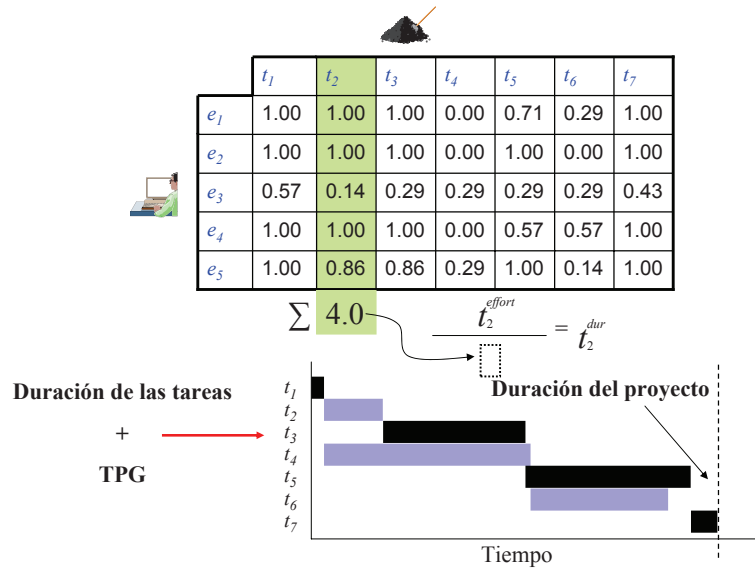 t1 t2 t3 t4 t5 t6 t7
e1 1.00 1.00 1.00 0.00 0.71 0.29 1.00
e2 1.00 1.00 1.00 0.00 1.00 0.00 1.00
e3 0.57 0.14 0.29 0.29 0.29 0.29 0.43
e4 1.00 1.00 1.00 0.00 0.57 0.57 1.00
e5 1.00 0.86 0.86 0.29 1.00 0.14 1.00
∑ 4.0
t2^effort / = t2^dur
Duración de las tareas
+
TPG
Duración del proyecto
t1
t2
t3
t4
t5
t6
t7
Tiempo